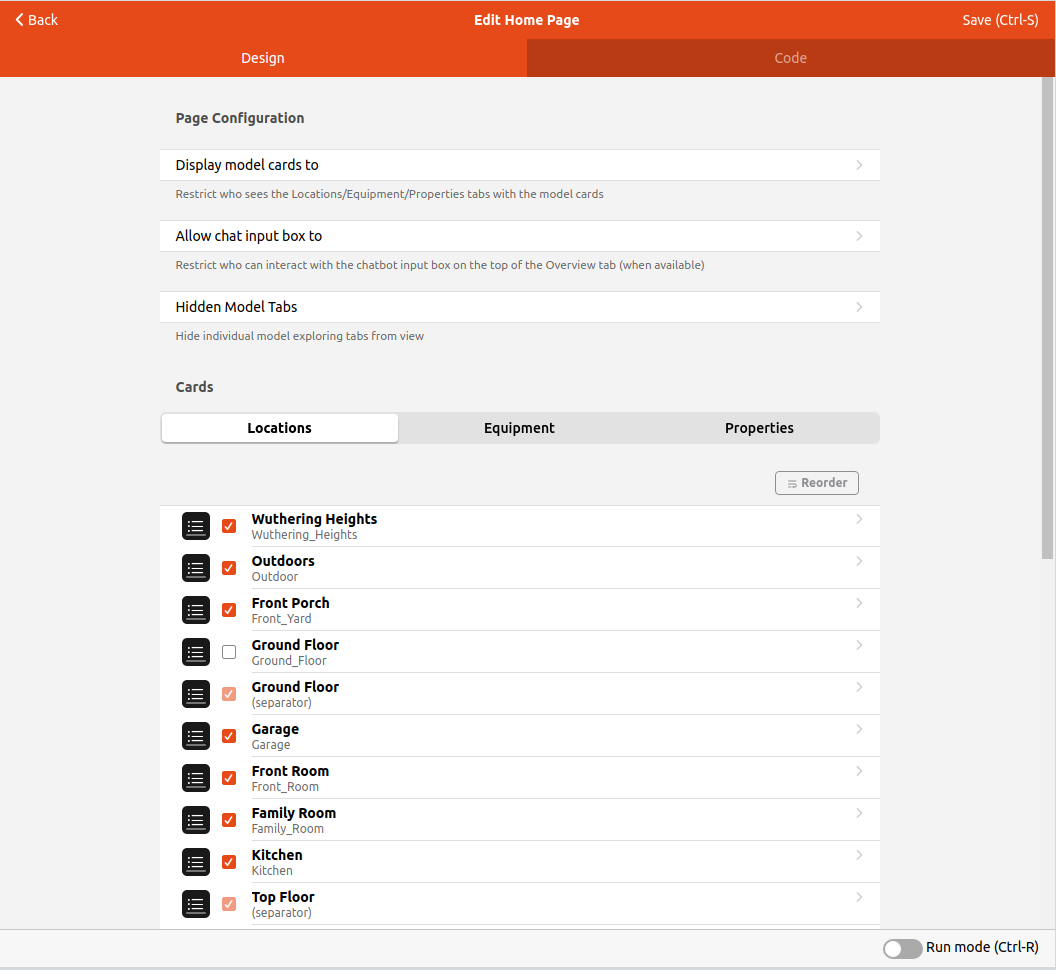 Back
Edit Home Page
Save (Ctrl-S)
Design
Code
Page Configuration
Display model cards to
Restrict who sees the Locations/Equipment/Properties tabs with the model cards
Allow chat input box to
Restrict who can interact with the chatbot input box on the top of the Overview tab (when available)
Hidden Model Tabs
Hide individual model exploring tabs from view
Cards
Locations
Equipment
Properties
Reorder
Wuthering Heights
Wuthering_Heights
Outdoors
Outdoor
Front Porch
Front_Yard
Ground Floor
Ground_Floor
Ground Floor
(separator)
Garage
Garage
Front Room
Front_Room
Family Room
Family_Room
Kitchen
Kitchen
Top Floor
(separator)
Run mode (Ctrl-R)